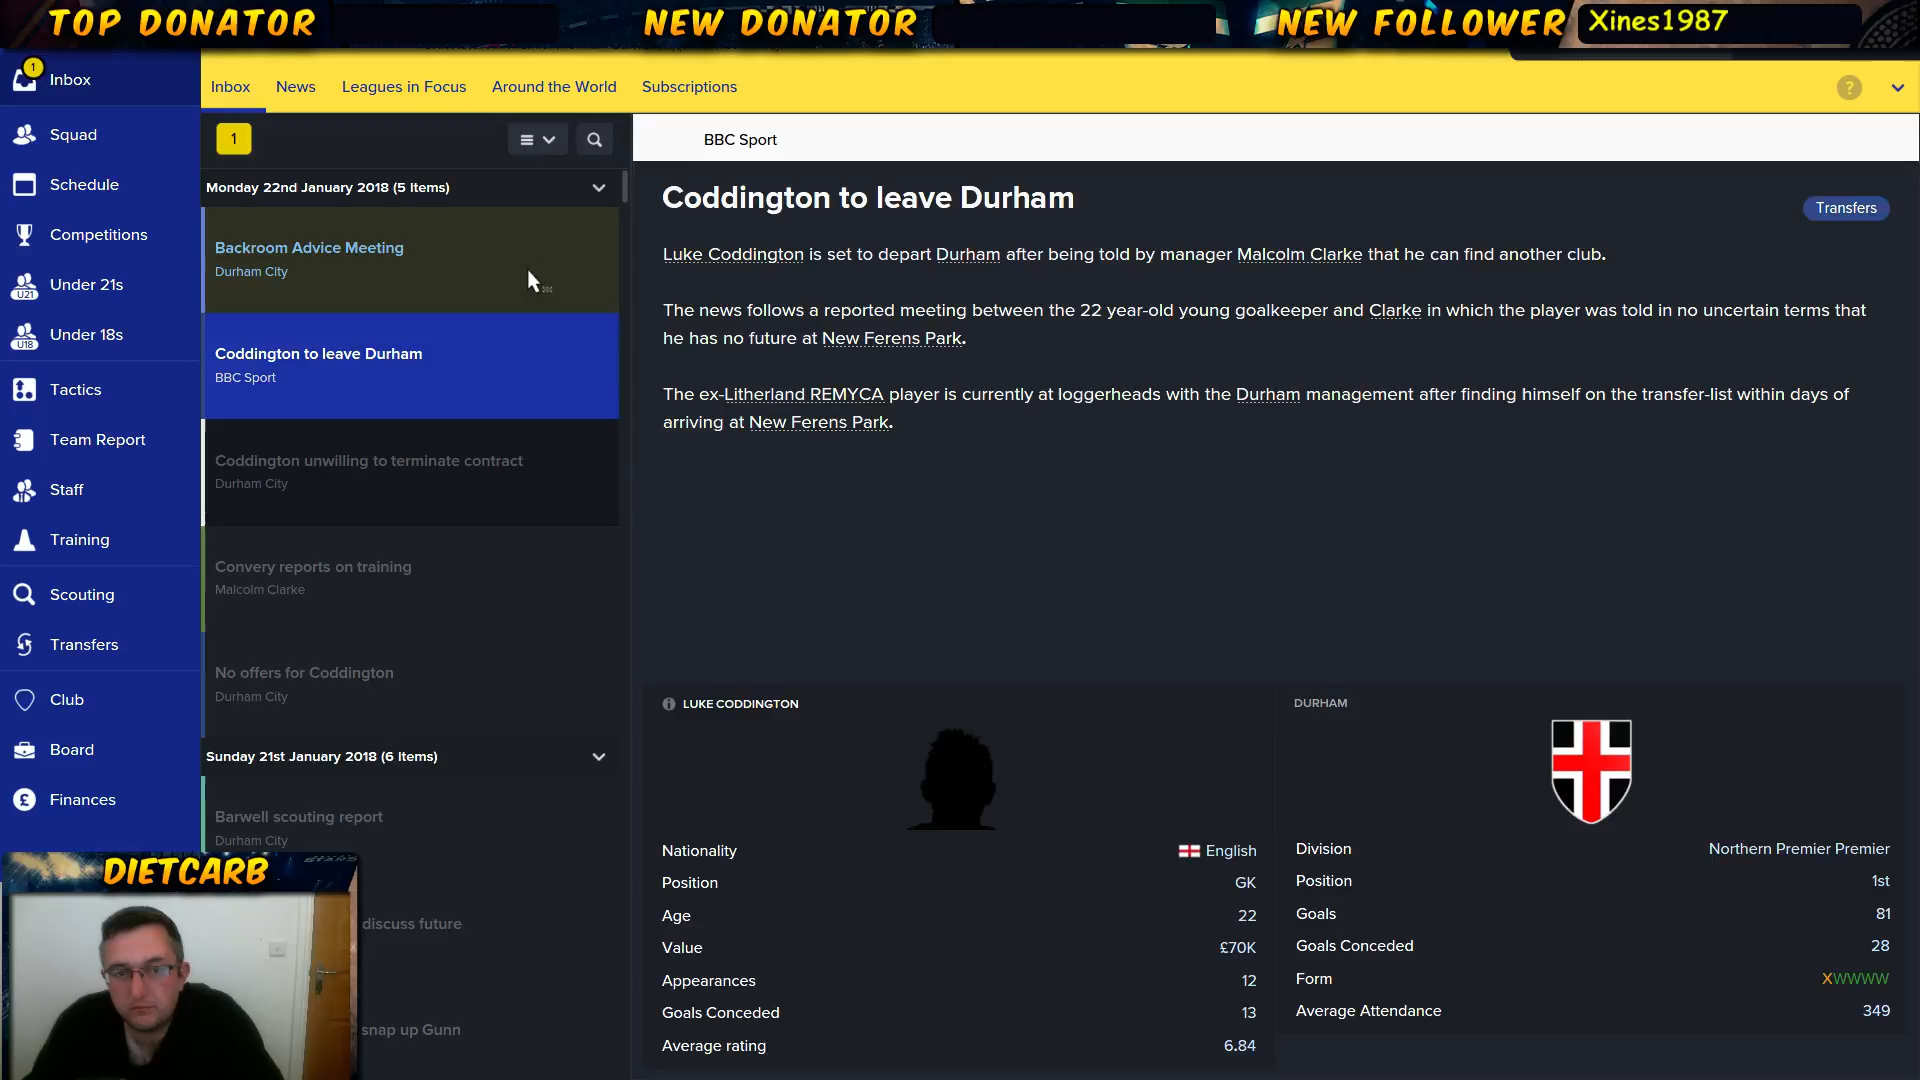 TOP DONATOR
NEW DONATOR
NEW FOLLOWER
Xines1987
1
Inbox
Squad
Schedule
Competitions
U21
Under 21s
U18
Under 18s
Tactics
Team Report
Staff
Training
Scouting
Transfers
Club
Board
£
Finances
Inbox
News
Leagues in Focus
Around the World
Subscriptions
?
1
Monday 22nd January 2018 (5 Items)
Backroom Advice Meeting
Durham City
Coddington to leave Durham
BBC Sport
Coddington unwilling to terminate contract
Durham City
Convery reports on training
Malcolm Clarke
No offers for Coddington
Durham City
Sunday 21st January 2018 (6 Items)
Barwell scouting report
Durham City
discuss future
snap up Gunn
DIETCARB
BBC Sport
Coddington to leave Durham
Transfers
Luke Coddington is set to depart Durham after being told by manager Malcolm Clarke that he can find another club.
The news follows a reported meeting between the 22 year-old young goalkeeper and Clarke in which the player was told in no uncertain terms that
he has no future at New Ferens Park.
The ex-Litherland REMYCA player is currently at loggerheads with the Durham management after finding himself on the transfer-list within days of
arriving at New Ferens Park.
LUKE CODDINGTON
Nationality English
Position GK
Age 22
Value £70K
Appearances 12
Goals Conceded 13
Average rating 6.84
DURHAM
Division Northern Premier Premier
Position 1st
Goals 81
Goals Conceded 28
Form XWWWW
Average Attendance 349